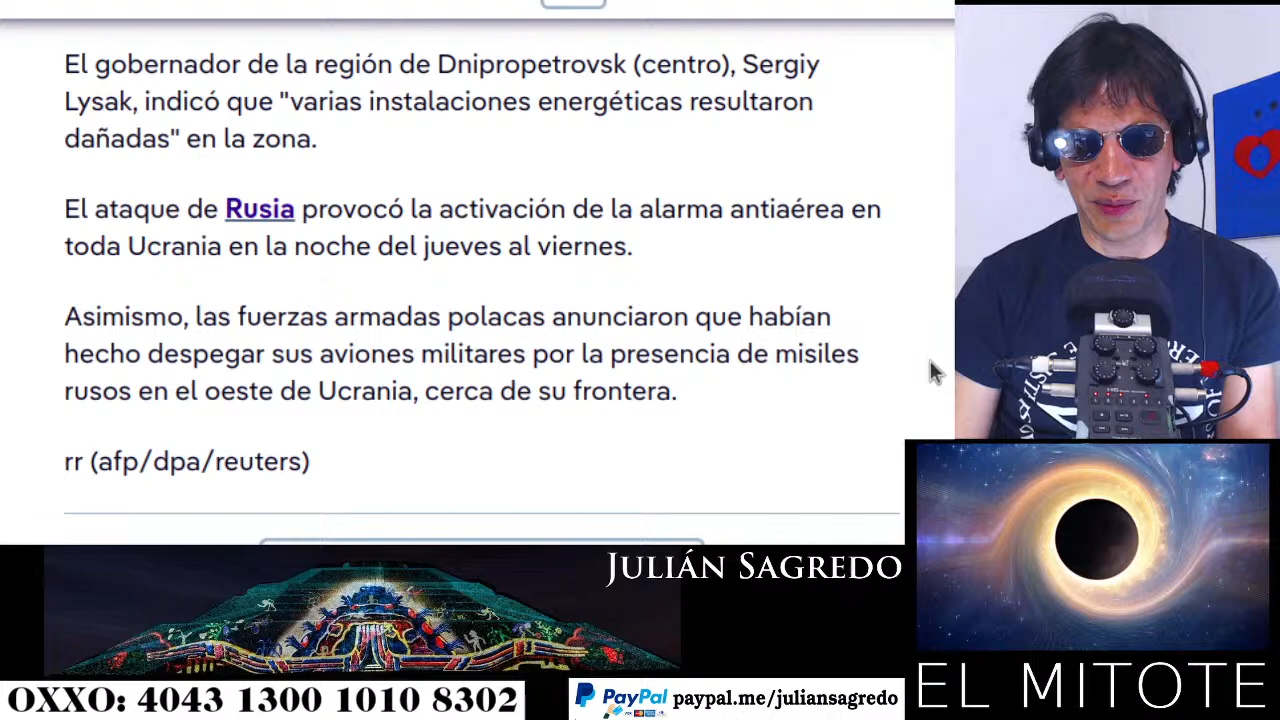 El gobernador de la región de Dnipropetrovsk (centro), Sergiy
Lysak, indicó que "varias instalaciones energéticas resultaron
dañadas" en la zona.
El ataque de Rusia provocó la activación de la alarma antiaérea en
toda Ucrania en la noche del jueves al viernes.
Asimismo, las fuerzas armadas polacas anunciaron que habían
hecho despegar sus aviones militares por la presencia de misiles
rusos en el oeste de Ucrania, cerca de su frontera.
rr (afp/dpa/reuters)
JULIÁN SAGREDO
EL MITOTE
OXXO: 4043 1300 1010 8302
PayPal paypal.me/juliansagredo